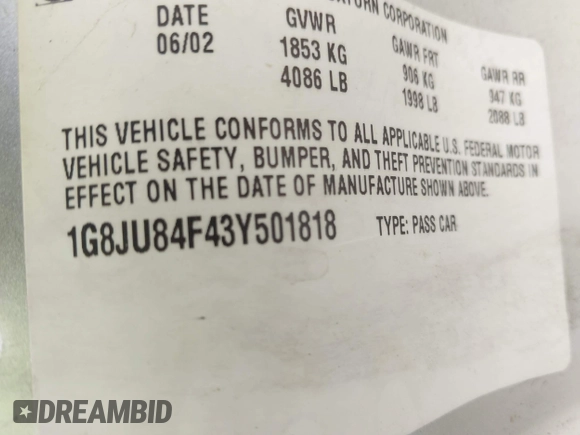 SATURN CORPORATION
DATE GVWR GAWR FRT GAWR RR
06/02 1853 KG 906 KG 947 KG
4086 LB 1998 LB 2088 LB
THIS VEHICLE CONFORMS TO ALL APPLICABLE U.S. FEDERAL MOTOR
VEHICLE SAFETY, BUMPER, AND THEFT PREVENTION STANDARDS IN
EFFECT ON THE DATE OF MANUFACTURE SHOWN ABOVE.
1G8JU84F43Y501818 TYPE: PASS CAR
DREAMBID